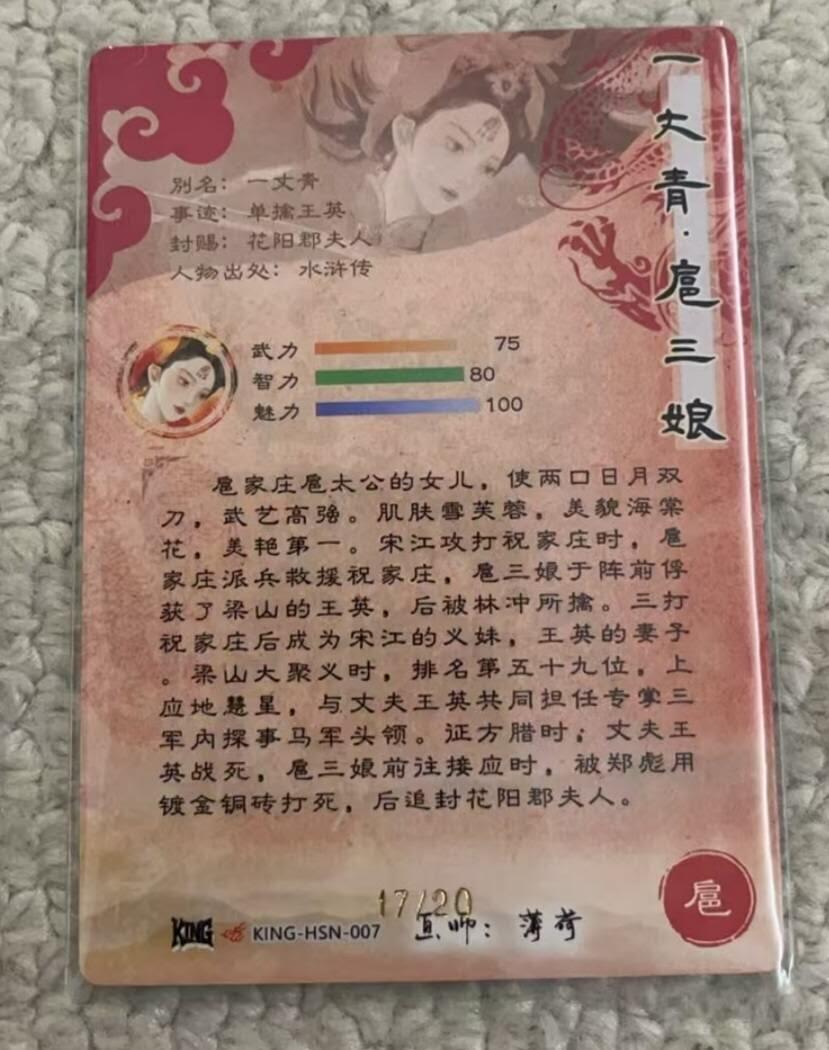 一丈青·扈三娘
别名：一丈青
事迹：单擒王英
封赐：花阳郡夫人
人物出处：水浒传
武力 75
智力 80
魅力 100
扈家庄扈太公的女儿，使两口日月双
刀，武艺高强。肌肤雪芙蓉，美貌海棠
花，美艳第一。宋江攻打祝家庄时，扈
家庄派兵救援祝家庄，扈三娘于阵前俘
获了梁山的王英，后被林冲所擒。三打
祝家庄后成为宋江的义妹，王英的妻子
。梁山大聚义时，排名第五十九位，上
应地慧星，与丈夫王英共同担任专掌三
军内探事马军头领。证方腊时；丈夫王
英战死，扈三娘前往接应时，被郑彪用
镀金铜砖打死，后追封花阳郡夫人。
17/20
KING KING-HSN-007 画师：薄荷
扈